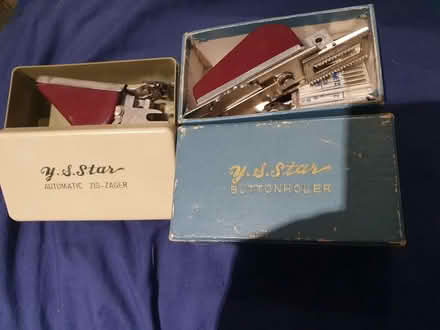 Y.S. Star
AUTOMATIC ZIG-ZAGER
Y.S. Star
BUTTONHOLER